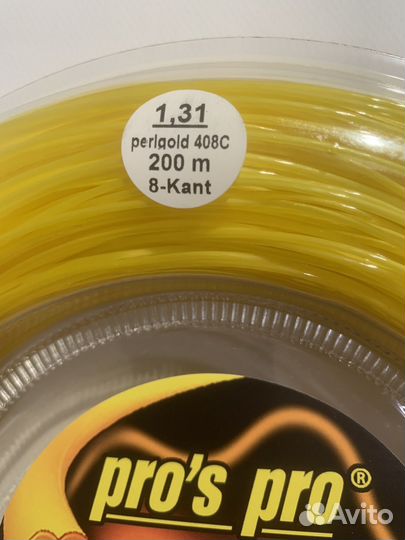 1,31
perlgold 408C
200 m
8-Kant
pro's pro®
Avito